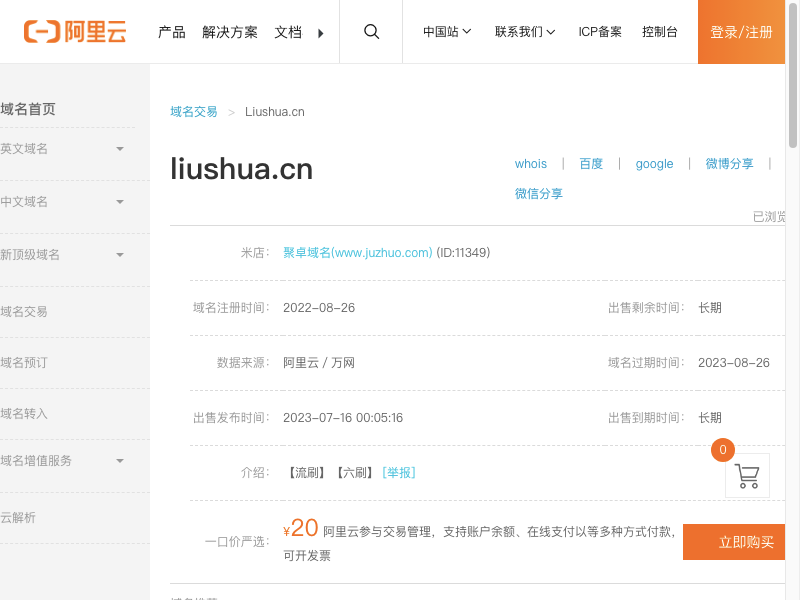 阿里云
产品 解决方案 文档
中国站 联系我们 ICP备案 控制台 登录/注册
域名首页
英文域名
中文域名
新顶级域名
域名交易
域名预订
域名转入
域名增值服务
云解析
域名交易 > Liushua.cn
liushua.cn
whois | 百度 | google | 微博分享 |
微信分享
已浏览
米店： 聚卓域名(www.juzhuo.com) (ID:11349)
域名注册时间： 2022-08-26 出售剩余时间： 长期
数据来源： 阿里云 / 万网 域名过期时间： 2023-08-26
出售发布时间： 2023-07-16 00:05:16 出售到期时间： 长期
介绍： 【流刷】【六刷】 [举报]
0
一口价严选： ¥20 阿里云参与交易管理，支持账户余额、在线支付以等多种方式付款，
可开发票
立即购买